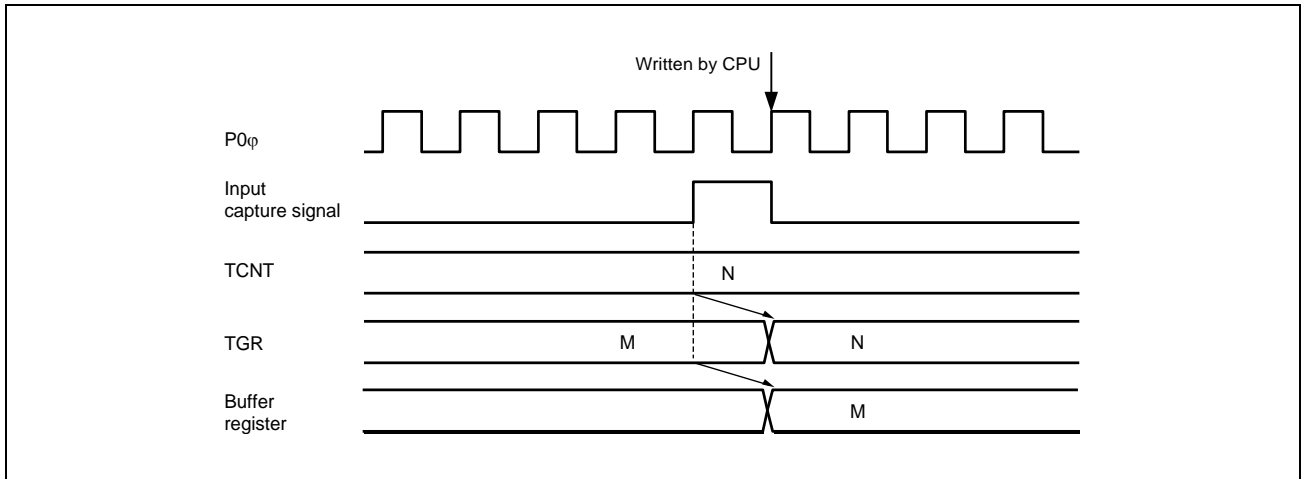 Written by CPU
P0φ
Input
capture signal
TCNT
N
TGR
M
N
Buffer
register
M